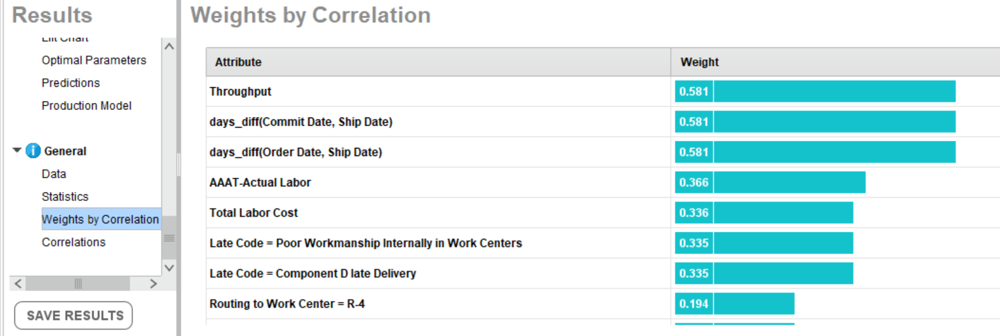 Results
Lift Chart
Optimal Parameters
Predictions
Production Model
General
Data
Statistics
Weights by Correlation
Correlations
SAVE RESULTS
Weights by Correlation
Attribute Weight
Throughput 0.581
days_diff(Commit Date, Ship Date) 0.581
days_diff(Order Date, Ship Date) 0.581
AAAT-Actual Labor 0.366
Total Labor Cost 0.336
Late Code = Poor Workmanship Internally in Work Centers 0.335
Late Code = Component D late Delivery 0.335
Routing to Work Center = R-4 0.194